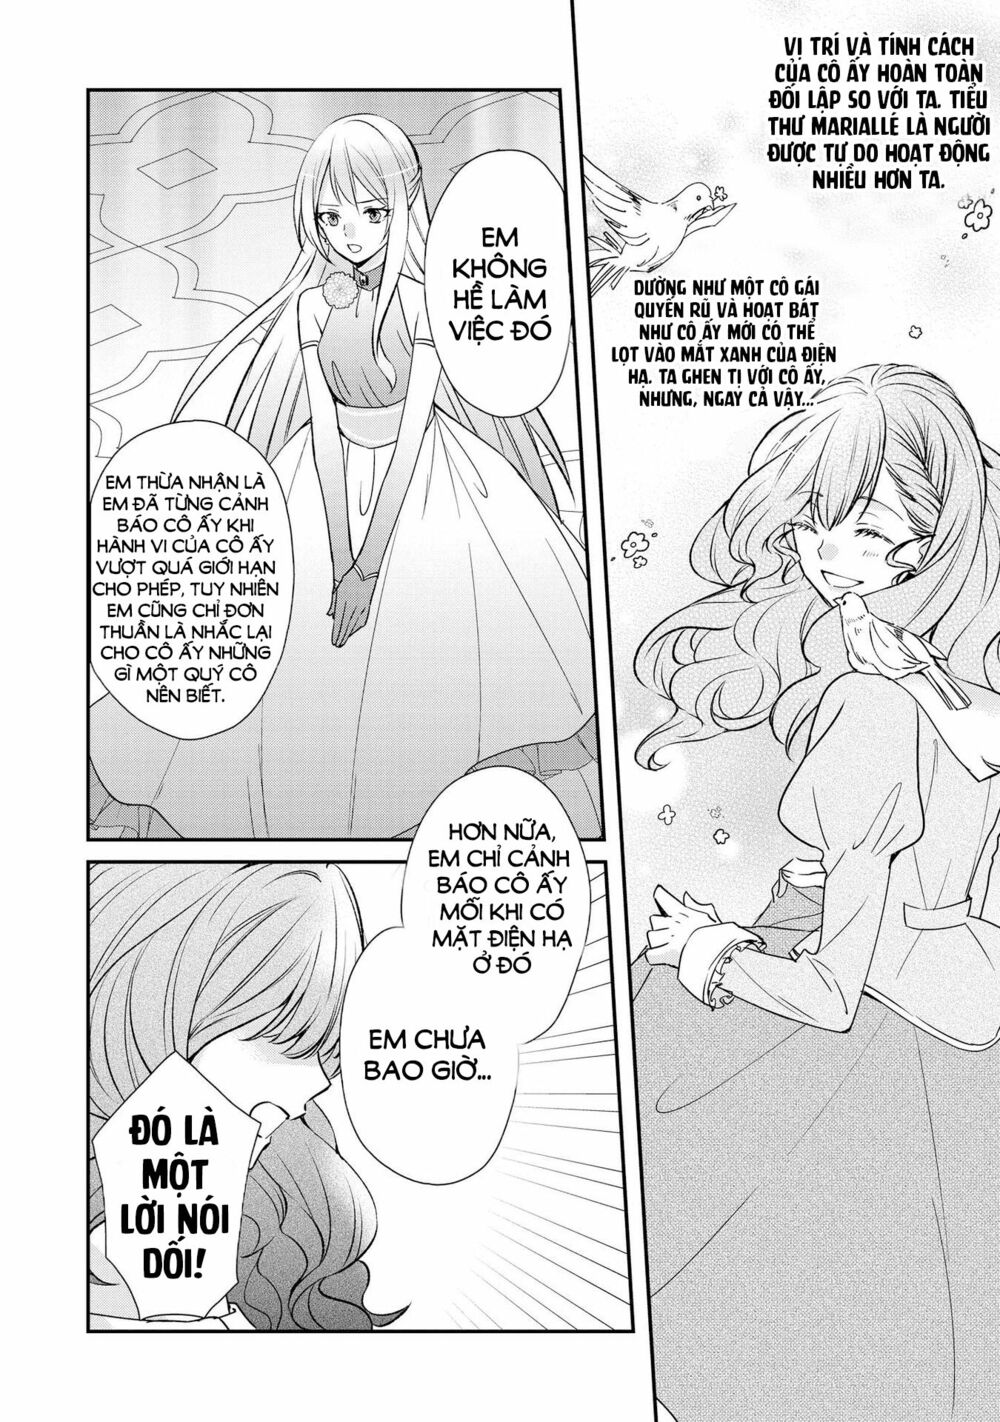 VỊ TRÍ VÀ TÍNH CÁCH
CỦA CÔ ẤY HOÀN TOÀN
ĐỐI LẬP SO VỚI TA. TIỂU
THƯ MARIALLÉ LÀ NGƯỜI
ĐƯỢC TỰ DO HOẠT ĐỘNG
NHIỀU HƠN TA.
DƯỜNG NHƯ MỘT CÔ GÁI
QUYẾN RŨ VÀ HOẠT BÁT
NHƯ CÔ ẤY MỚI CÓ THỂ
LỌT VÀO MẮT XANH CỦA ĐIỆN
HẠ. TA GHEN TỊ VỚI CÔ ẤY,
NHƯNG, NGAY CẢ VẬY...
EM
KHÔNG
HỀ LÀM
VIỆC ĐÓ
EM THỪA NHẬN LÀ
EM ĐÃ TỪNG CẢNH
BÁO CÔ ẤY KHI
HÀNH VI CỦA CÔ ẤY
VƯỢT QUÁ GIỚI HẠN
CHO PHÉP, TUY NHIÊN
EM CŨNG CHỈ ĐƠN
THUẦN LÀ NHẮC LẠI
CHO CÔ ẤY NHỮNG
GÌ MỘT QUÝ CÔ
NÊN BIẾT.
HƠN NỮA,
EM CHỈ CẢNH
BÁO CÔ ẤY
MỖI KHI CÓ
MẶT ĐIỆN HẠ
Ở ĐÓ
EM CHƯA
BAO GIỜ...
ĐÓ LÀ
MỘT
LỜI NÓI
DỐI!